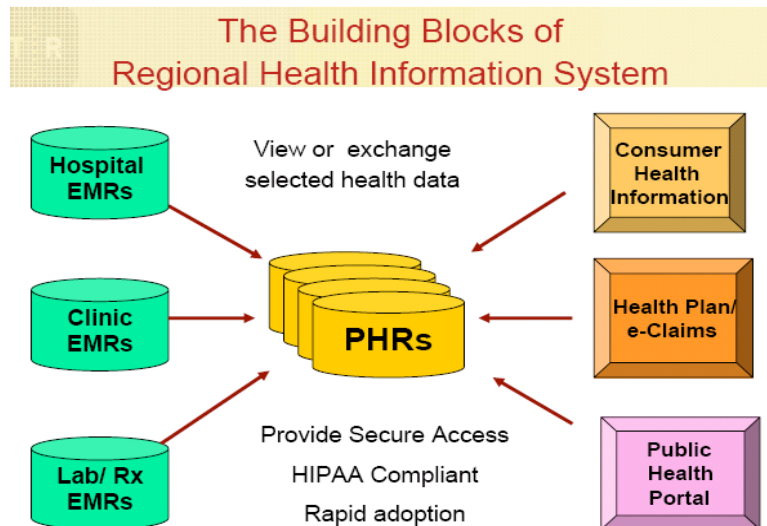 The Building Blocks of
Regional Health Information System
Hospital
EMRs
View or exchange
selected health data
Consumer
Health
Information
Clinic
EMRs
PHRs
Health Plan/
e-Claims
Lab/ Rx
EMRs
Provide Secure Access
HIPAA Compliant
Rapid adoption
Public
Health
Portal